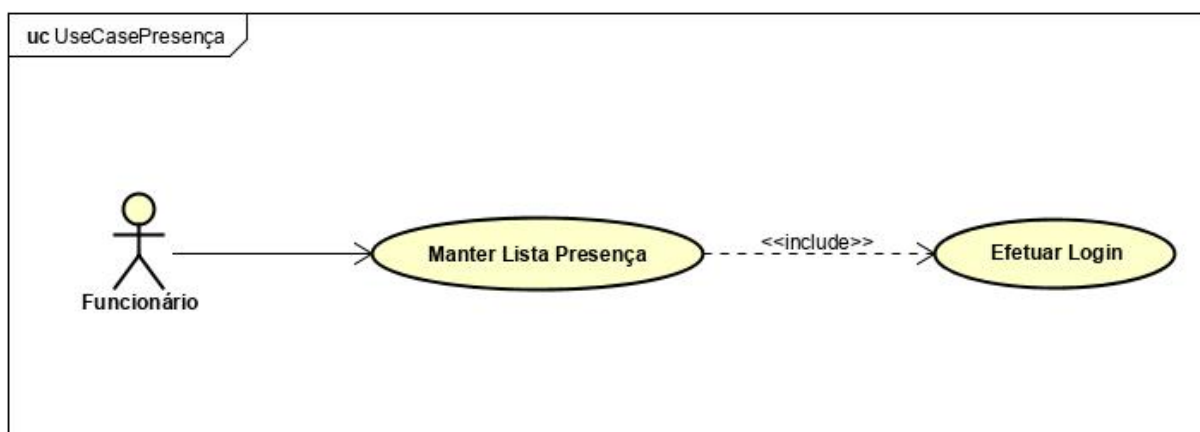 uc UseCasePresença
Manter Lista Presença
<<include>>
Efetuar Login
Funcionário